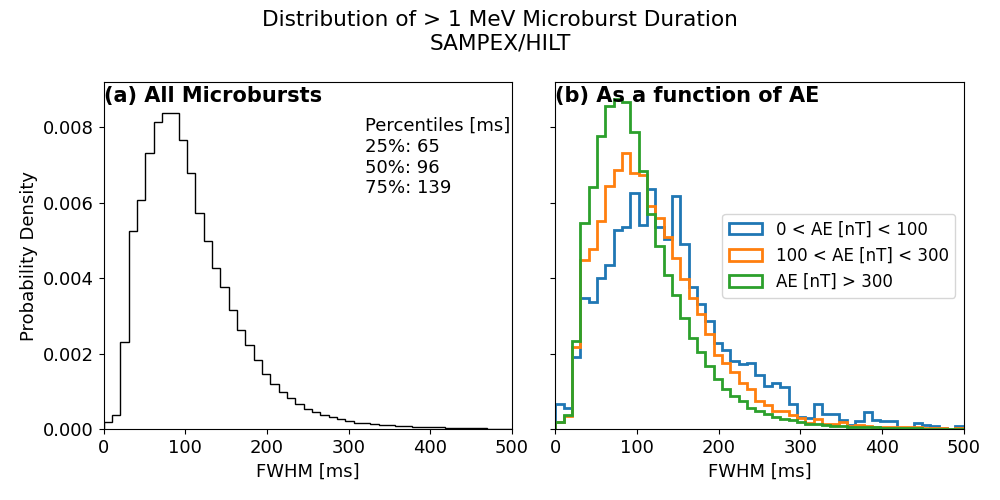 Distribution of > 1 MeV Microburst Duration
SAMPEX/HILT
(a) All Microbursts
Percentiles [ms]
25%: 65
50%: 96
75%: 139
Probability Density
0.008
0.006
0.004
0.002
0.000
0 100 200 300 400 500
FWHM [ms]
(b) As a function of AE
0 < AE [nT] < 100
100 < AE [nT] < 300
AE [nT] > 300
0 100 200 300 400 500
FWHM [ms]